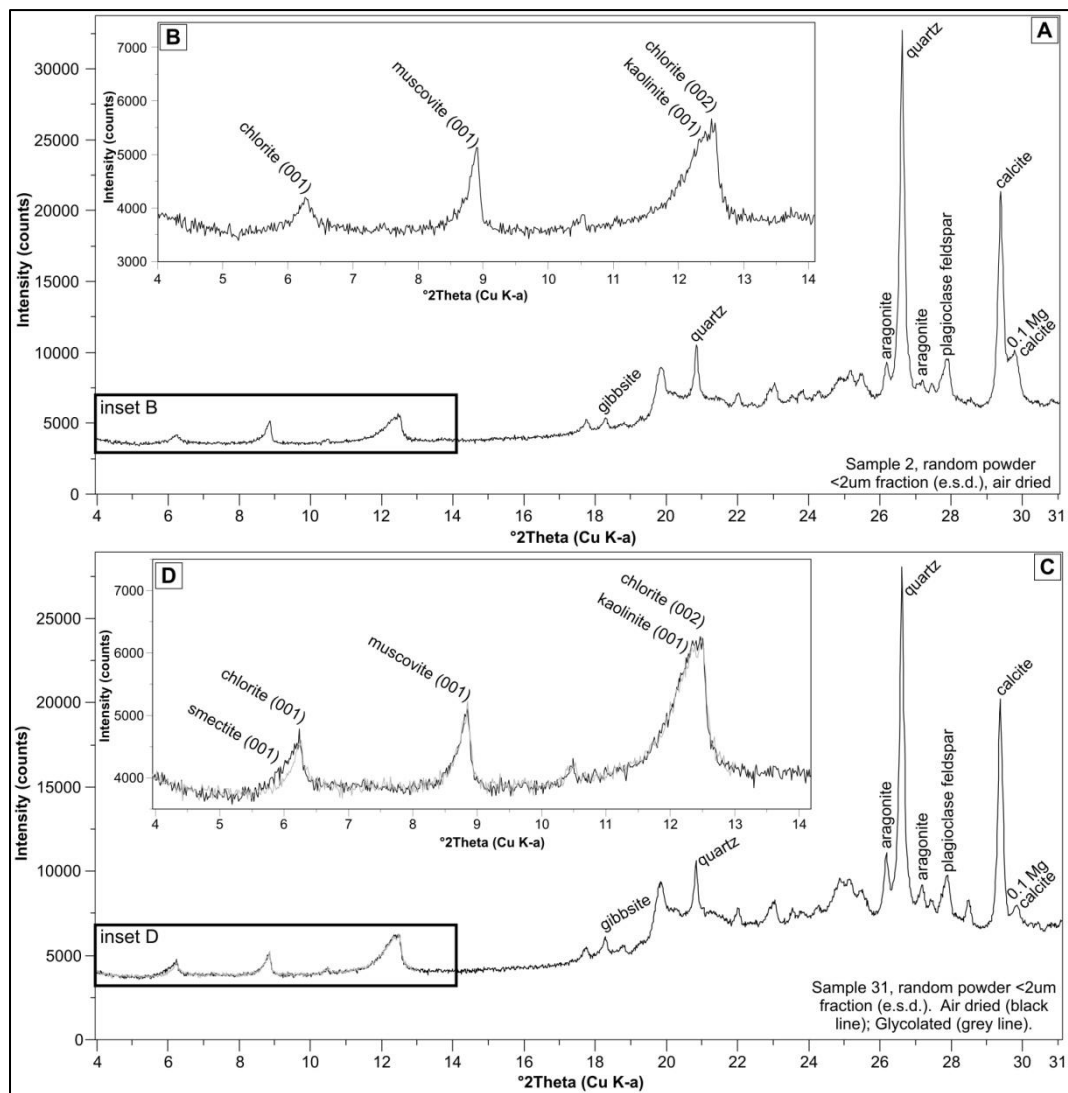 A
B
Intensity (counts)
7000
6000
5000
4000
3000
chlorite (001)
muscovite (001)
kaolinite (001)
chlorite (002)
4 5 6 7 8 9 10 11 12 13 14
°2Theta (Cu K-a)
Intensity (counts)
30000
25000
20000
15000
10000
5000
0
inset B
gibbsite
quartz
aragonite
quartz
aragonite
plagioclase feldspar
calcite
0.1 Mg
calcite
Sample 2, random powder
<2um fraction (e.s.d.), air dried
4 6 8 10 12 14 16 18 20 22 24 26 28 30 31
°2Theta (Cu K-a)
C
D
Intensity (counts)
7000
6000
5000
4000
smectite (001)
chlorite (001)
muscovite (001)
kaolinite (001)
chlorite (002)
4 5 6 7 8 9 10 11 12 13 14
°2Theta (Cu K-a)
Intensity (counts)
25000
20000
15000
10000
5000
0
inset D
gibbsite
quartz
aragonite
quartz
aragonite
plagioclase feldspar
calcite
0.1 Mg
calcite
Sample 31, random powder <2um
fraction (e.s.d.). Air dried (black
line); Glycolated (grey line).
4 6 8 10 12 14 16 18 20 22 24 26 28 30 31
°2Theta (Cu K-a)